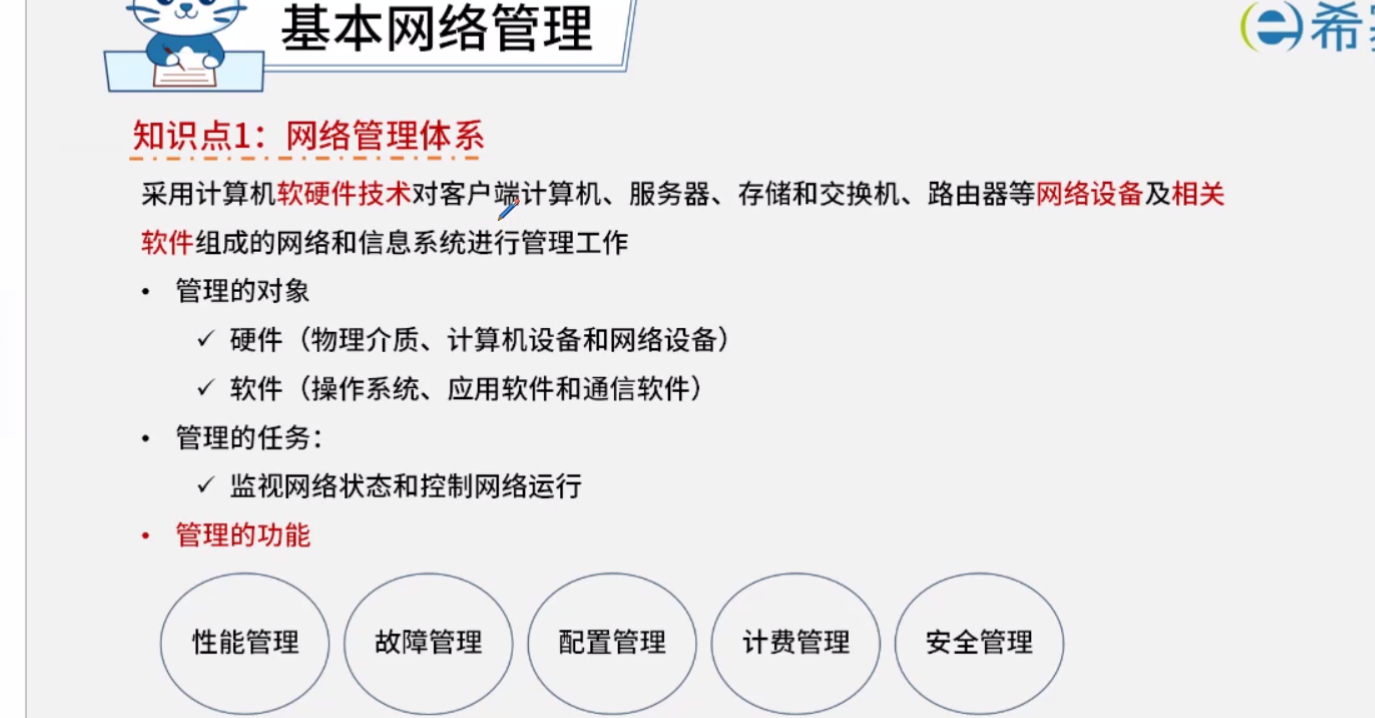 基本网络管理
希
知识点1：网络管理体系
采用计算机软硬件技术对客户端计算机、服务器、存储和交换机、路由器等网络设备及相关
软件组成的网络和信息系统进行管理工作
• 管理的对象
✓ 硬件（物理介质、计算机设备和网络设备）
✓ 软件（操作系统、应用软件和通信软件）
• 管理的任务：
✓ 监视网络状态和控制网络运行
• 管理的功能
性能管理 故障管理 配置管理 计费管理 安全管理